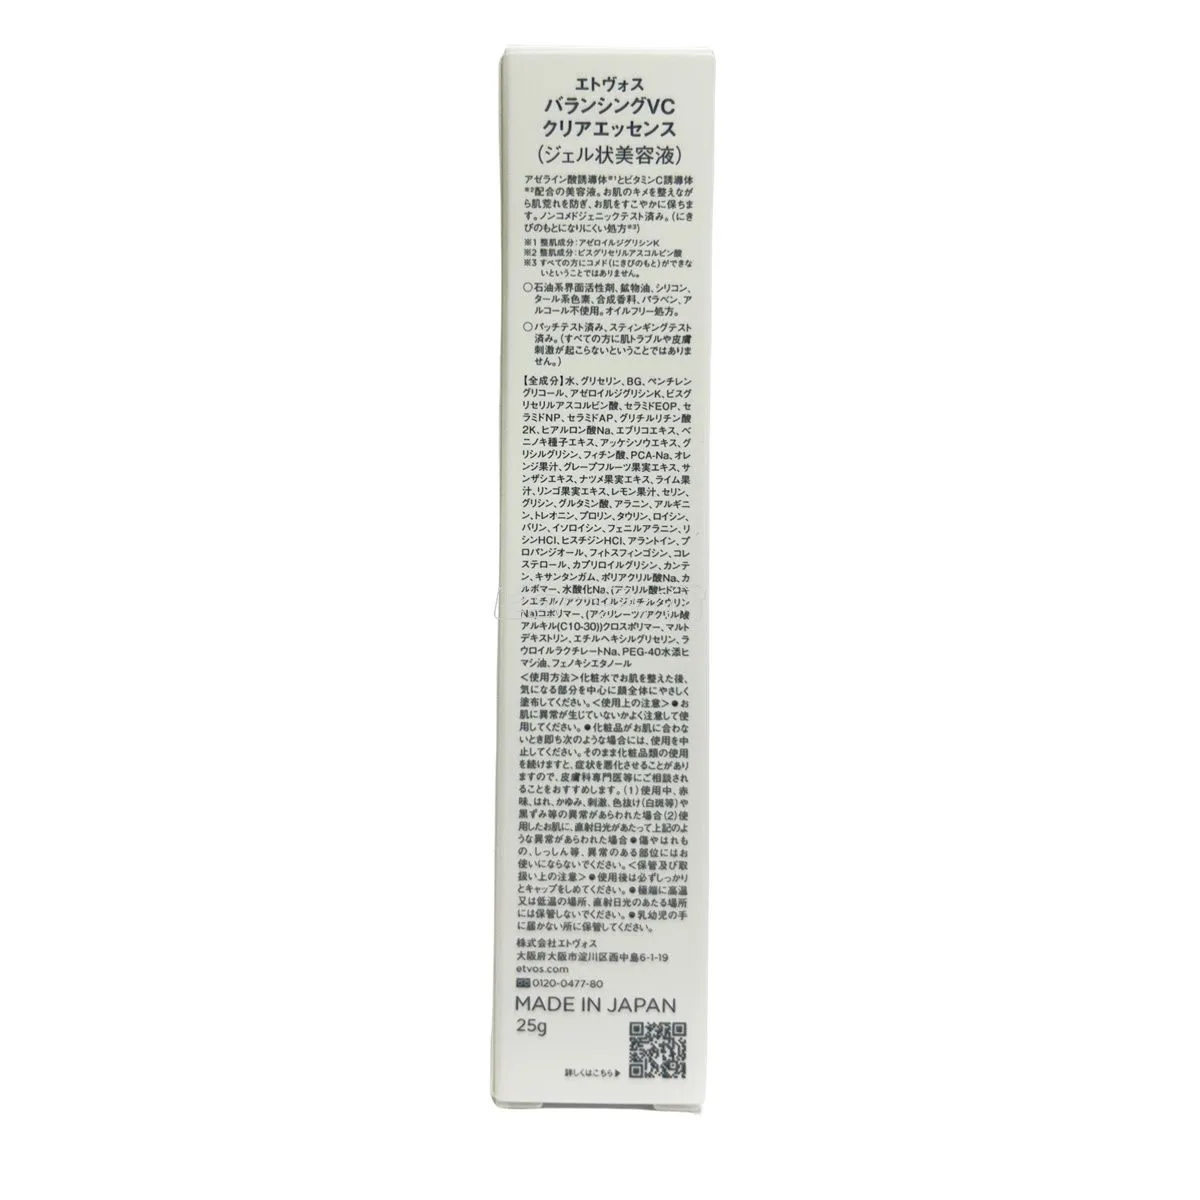 エトヴォス
バランシングVC
クリアエッセンス
(ジェル状美容液)
アゼライン酸誘導体※1とビタミンC誘導体
※2配合の美容液。お肌のキメを整えなが
ら肌荒れを防ぎ、お肌をすこやかに保ちま
す。ノンコメドジェニックテスト済み。(にき
びのもとになりにくい処方※3)
※1 整肌成分：アゼロイルジグリシンK
※2 整肌成分：ビスグリセリルアスコルビン酸
※3 すべての方にコメド(にきびのもと)ができな
いということではありません。
○石油系界面活性剤、鉱物油、シリコン、
タール系色素、合成香料、パラベン、ア
ルコール不使用。オイルフリー処方。
○パッチテスト済み、スティンギングテスト
済み。(すべての方に肌トラブルや皮膚
刺激が起こらないということではありま
せん。)
【全成分】水、グリセリン、BG、ペンチレン
グリコール、アゼロイルジグリシンK、ビスグ
リセリルアスコルビン酸、セラミドEOP、セ
ラミドNP、セラミドAP、グリチルリチン酸
2K、ヒアルロン酸Na、エブリコエキス、ベ
ニノキ種子エキス、アッケシソウエキス、グ
リシルグリシン、フィチン酸、PCA-Na、オレ
ンジ果汁、グレープフルーツ果実エキス、サ
ンザシエキス、ナツメ果実エキス、ライム果
汁、リンゴ果実エキス、レモン果汁、セリン、
グリシン、グルタミン酸、アラニン、アルギニ
ン、トレオニン、プロリン、タウリン、ロイシン、
バリン、イソロイシン、フェニルアラニン、リ
シンHCl、ヒスチジンHCl、アラントイン、プ
ロパンジオール、フィトスフィンゴシン、コレ
ステロール、カプリロイルグリシン、カンテ
ン、キサンタンガム、ポリアクリル酸Na、カ
ルボマー、水酸化Na、(アクリル酸ヒドロキ
シエチル/アクリロイルジメチルタウリン
Na)コポリマー、(アクリレーツ/アクリル酸
アルキル(C10-30))クロスポリマー、マルト
デキストリン、エチルヘキシルグリセリン、ラ
ウロイルラクチレートNa、PEG-40水添ヒ
マシ油、フェノキシエタノール
＜使用方法＞化粧水でお肌を整えた後、
気になる部分を中心に顔全体にやさしく
塗布してください。＜使用上の注意＞●お
肌に異常が生じていないかよく注意して使
用してください。●化粧品がお肌に合わな
いとき即ち次のような場合には、使用を中
止してください。そのまま化粧品類の使用
を続けますと、症状を悪化させることがあり
ますので、皮膚科専門医等にご相談され
ることをおすすめします。(1)使用中、赤
味、はれ、かゆみ、刺激、色抜け(白斑等)や
黒ずみ等の異常があらわれた場合(2)使
用したお肌に、直射日光があたって上記のよ
うな異常があらわれた場合●傷やはれも
の、しっしん等、異常のある部位にはお
使いにならないでください。＜保管及び取
扱い上の注意＞●使用後は必ずしっかり
とキャップをしめてください。●極端に高温
又は低温の場所、直射日光のあたる場所
には保管しないでください。●乳幼児の手
に届かない所に保管してください。
株式会社エトヴォス
大阪府大阪市淀川区西中島6-1-19
etvos.com
0120-0477-80
MADE IN JAPAN
25g
詳しくはこちら▶